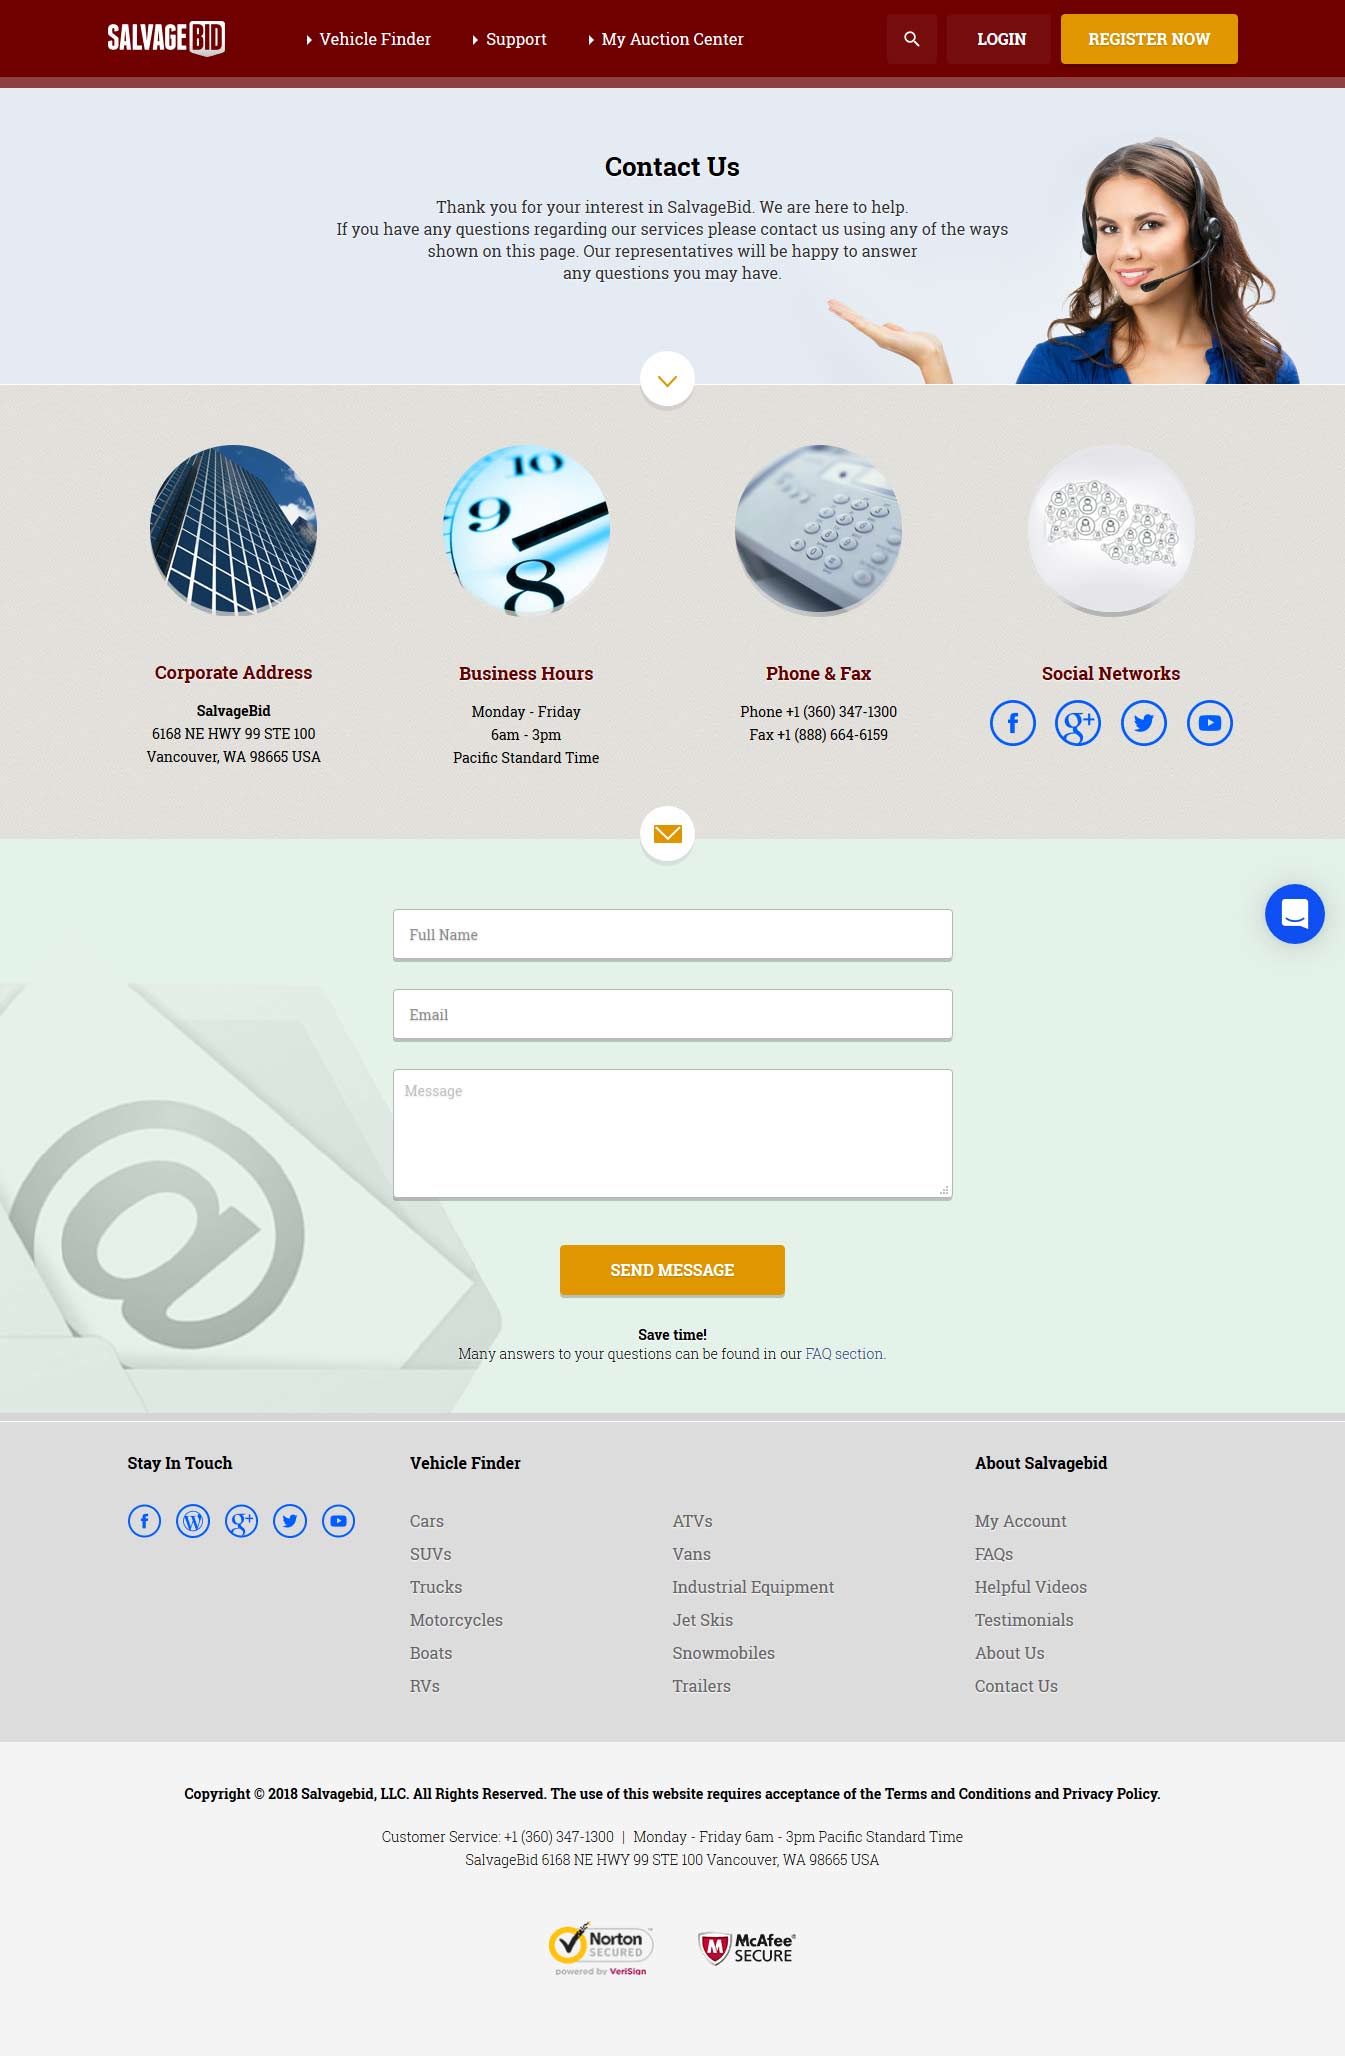 SALVAGE BID
Vehicle Finder
Support
My Auction Center
LOGIN
REGISTER NOW
Contact Us
Thank you for your interest in SalvageBid. We are here to help.
If you have any questions regarding our services please contact us using any of the ways
shown on this page. Our representatives will be happy to answer
any questions you may have.
10
9
8
Corporate Address
SalvageBid
6168 NE HWY 99 STE 100
Vancouver, WA 98665 USA
Business Hours
Monday - Friday
6am - 3pm
Pacific Standard Time
Phone & Fax
Phone +1 (360) 347-1300
Fax +1 (888) 664-6159
Social Networks
Full Name
Email
Message
@
SEND MESSAGE
Save time!
Many answers to your questions can be found in our FAQ section.
Stay In Touch
Vehicle Finder
Cars
SUVs
Trucks
Motorcycles
Boats
RVs
ATVs
Vans
Industrial Equipment
Jet Skis
Snowmobiles
Trailers
About Salvagebid
My Account
FAQs
Helpful Videos
Testimonials
About Us
Contact Us
Copyright © 2018 Salvagebid, LLC. All Rights Reserved. The use of this website requires acceptance of the Terms and Conditions and Privacy Policy.
Customer Service: +1 (360) 347-1300 | Monday - Friday 6am - 3pm Pacific Standard Time
SalvageBid 6168 NE HWY 99 STE 100 Vancouver, WA 98665 USA
Norton
SECURED
powered by VeriSign
McAfee
SECURE